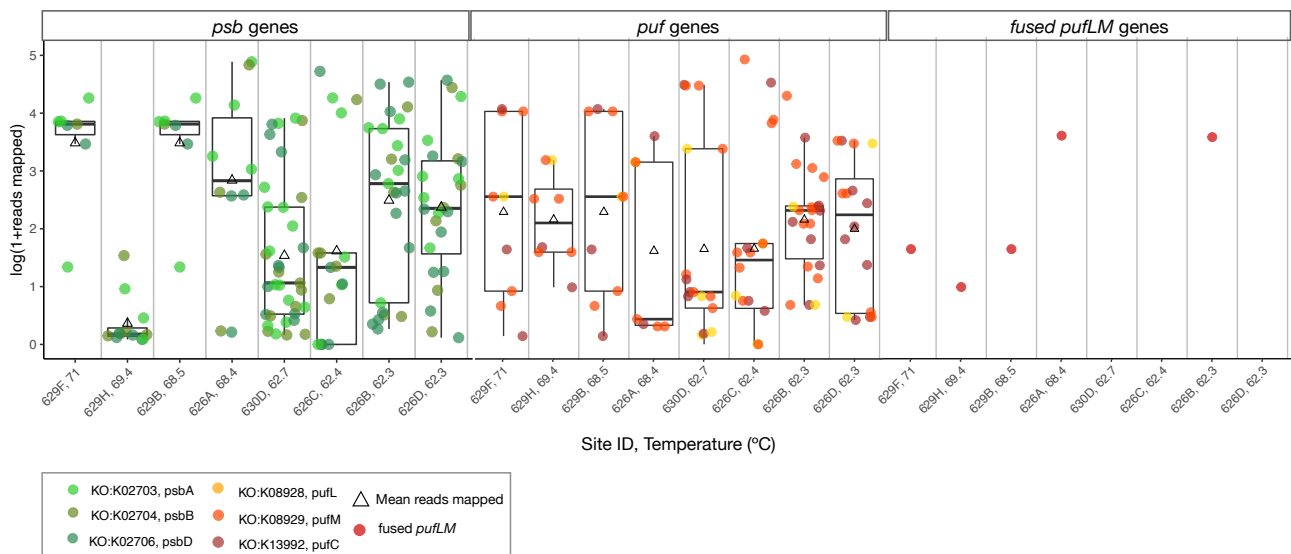 psb genes
puf genes
fused pufLM genes
log(1+reads mapped)
5
4
3
2
1
0
629F, 71
629H, 69.4
629B, 68.5
626A, 68.4
630D, 62.7
626C, 62.4
626B, 62.3
626D, 62.3
629F, 71
629H, 69.4
629B, 68.5
626A, 68.4
630D, 62.7
626C, 62.4
626B, 62.3
626D, 62.3
629F, 71
629H, 69.4
629B, 68.5
626A, 68.4
630D, 62.7
626C, 62.4
626B, 62.3
626D, 62.3
Site ID, Temperature (ºC)
KO:K02703, psbA
KO:K02704, psbB
KO:K02706, psbD
KO:K08928, pufL
KO:K08929, pufM
KO:K13992, pufC
Mean reads mapped
fused pufLM